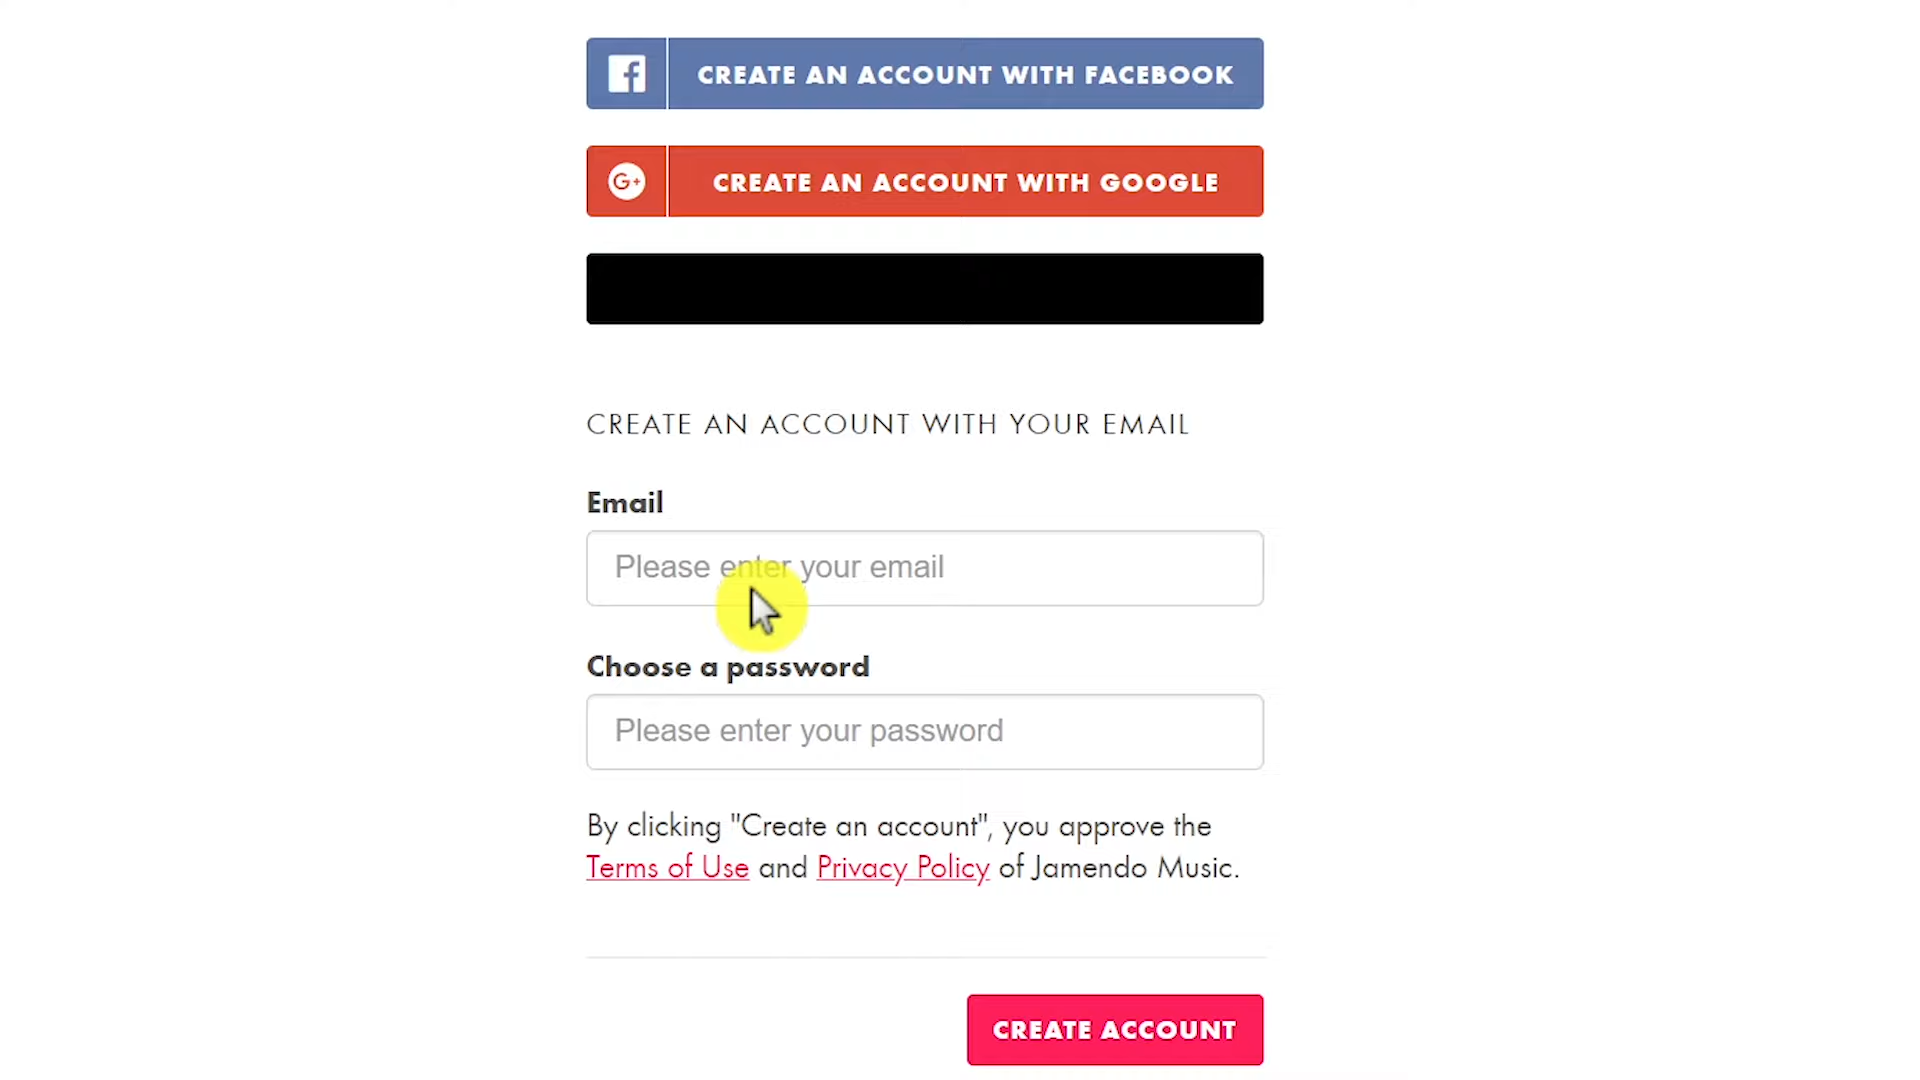 CREATE AN ACCOUNT WITH FACEBOOK
G+
CREATE AN ACCOUNT WITH GOOGLE
CREATE AN ACCOUNT WITH YOUR EMAIL
Email
Please enter your email
Choose a password
Please enter your password
By clicking "Create an account", you approve the
Terms of Use and Privacy Policy of Jamendo Music.
CREATE ACCOUNT